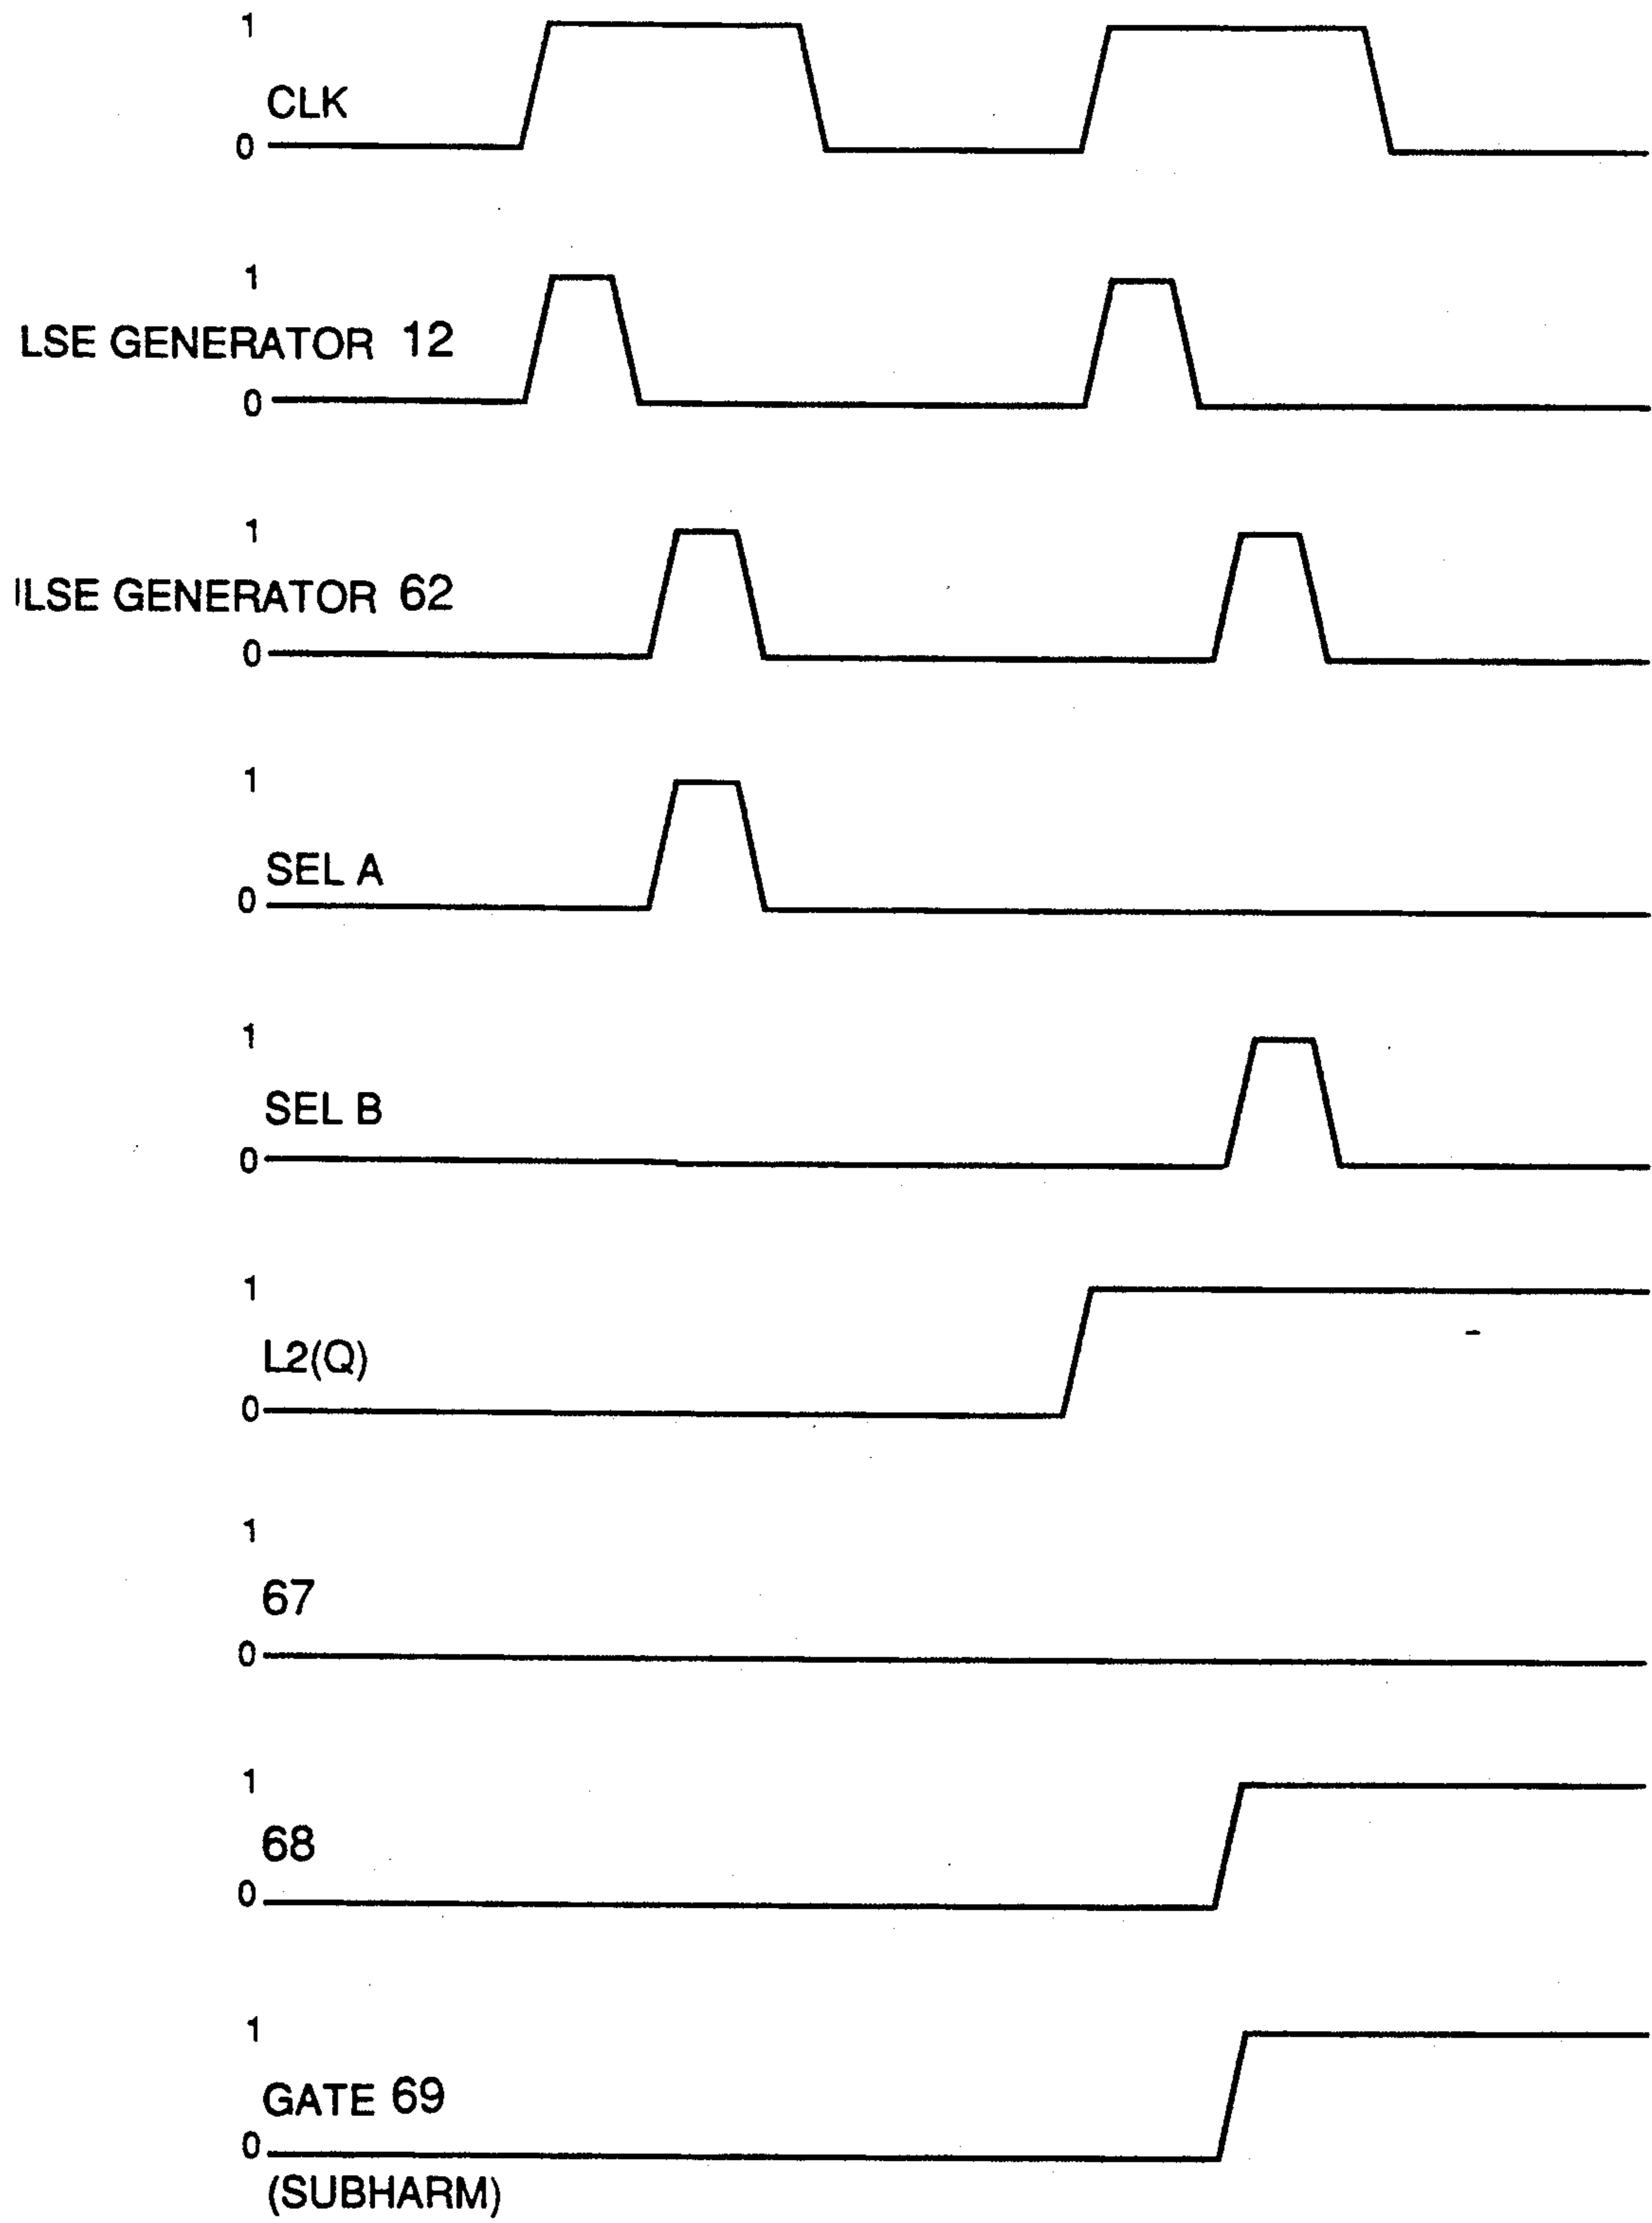 1
CLK
0
1
LSE GENERATOR 12
0
1
LSE GENERATOR 62
0
1
SEL A
0
1
SEL B
0
1
L2(Q)
0
1
67
0
1
68
0
1
GATE 69
0
(SUBHARM)